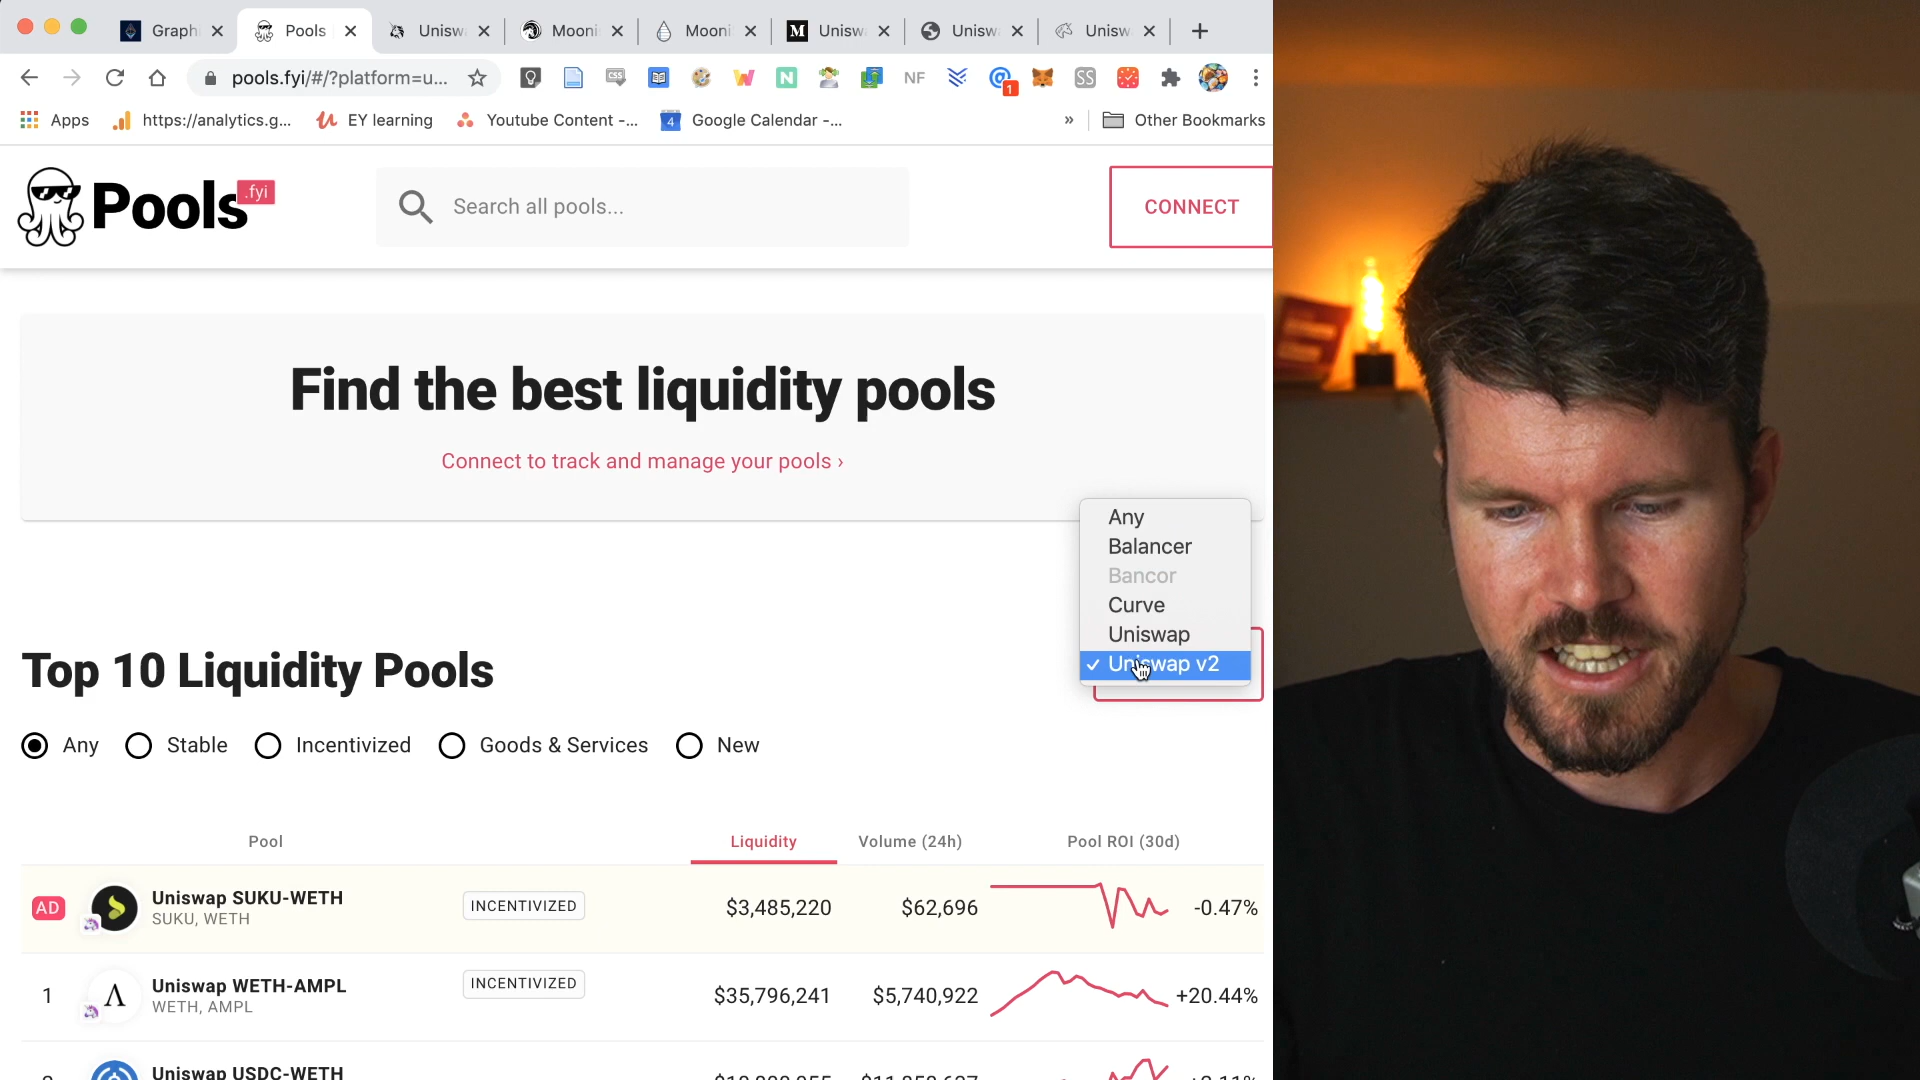 Graph
Pools
Unisw
Mooni
Mooni
Unisw
Unisw
Unisw
pools.fyi/#/?platform=u...
NF
SS
1
Apps
https://analytics.g...
EY learning
Youtube Content -...
4
Google Calendar -...
»
Other Bookmarks
Pools
.fyi
Search all pools...
CONNECT
Find the best liquidity pools
Connect to track and manage your pools ›
Any
Balancer
Bancor
Curve
Uniswap
Uniswap v2
Top 10 Liquidity Pools
Any
Stable
Incentivized
Goods & Services
New
Pool
Liquidity
Volume (24h)
Pool ROI (30d)
AD
Uniswap SUKU-WETH
SUKU, WETH
INCENTIVIZED
$3,485,220
$62,696
-0.47%
1
Uniswap WETH-AMPL
WETH, AMPL
INCENTIVIZED
$35,796,241
$5,740,922
+20.44%
Uniswap USDC-WETH